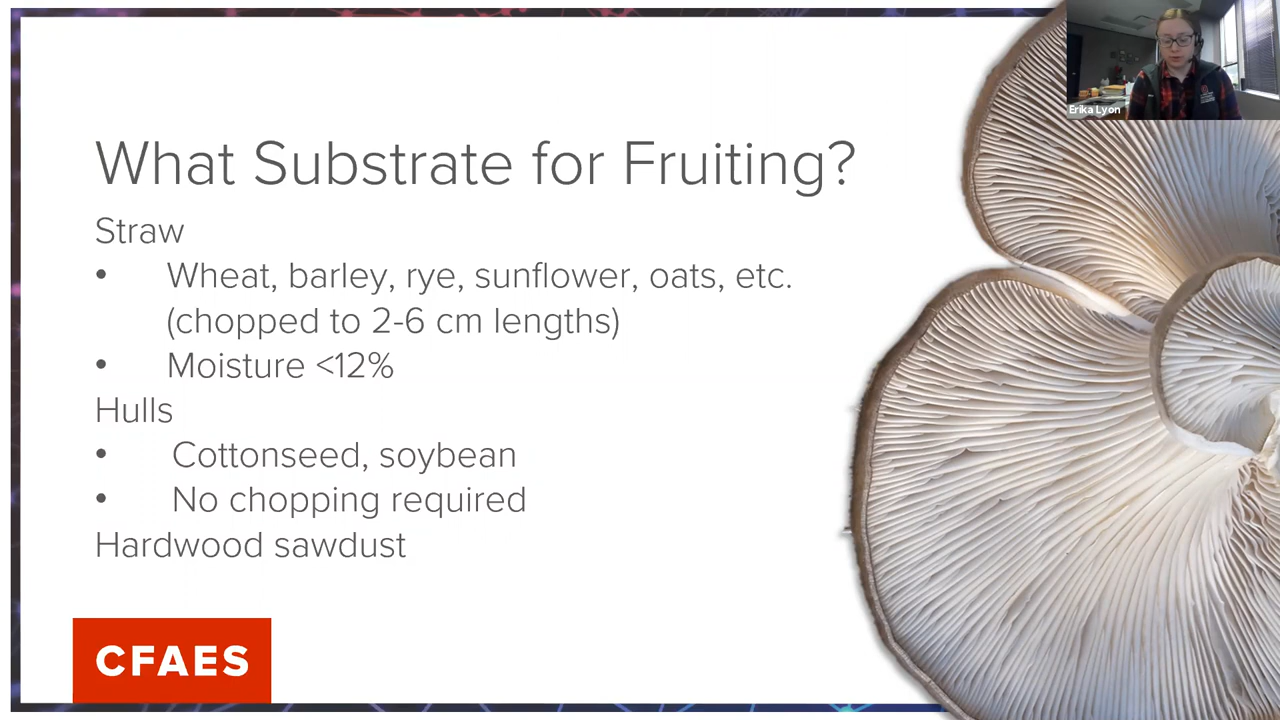 Erika Lyon
What Substrate for Fruiting?
Straw
• Wheat, barley, rye, sunflower, oats, etc.
(chopped to 2-6 cm lengths)
• Moisture <12%
Hulls
• Cottonseed, soybean
• No chopping required
Hardwood sawdust
CFAES